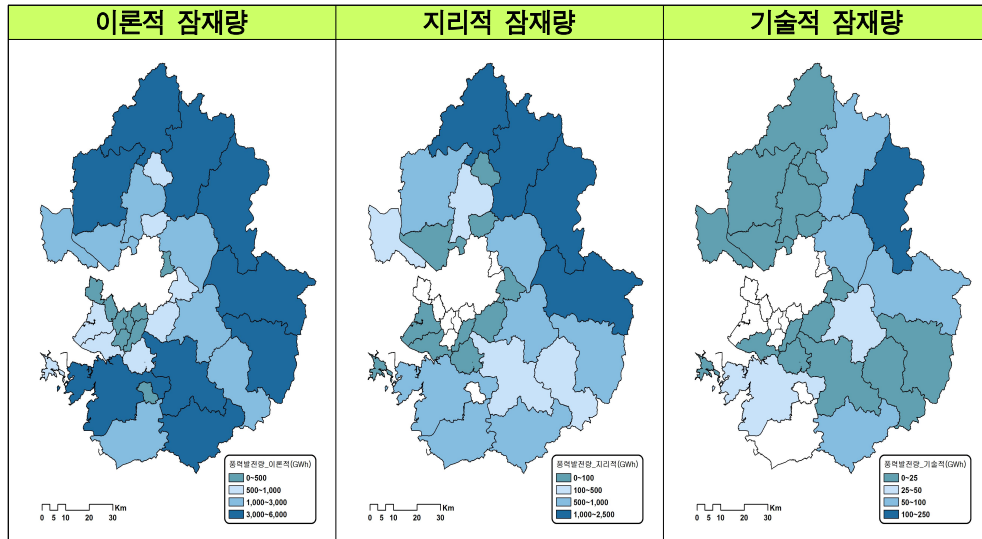 이론적 잠재량
지리적 잠재량
기술적 잠재량
풍력발전량_이론적(GWh)
0~500
500~1,000
1,000~3,000
3,000~6,000
Km
0 5 10 20 30
풍력발전량_지리적(GWh)
0~100
100~500
500~1,000
1,000~2,500
Km
0 5 10 20 30
풍력발전량_기술적(GWh)
0~25
25~50
50~100
100~250
Km
0 5 10 20 30